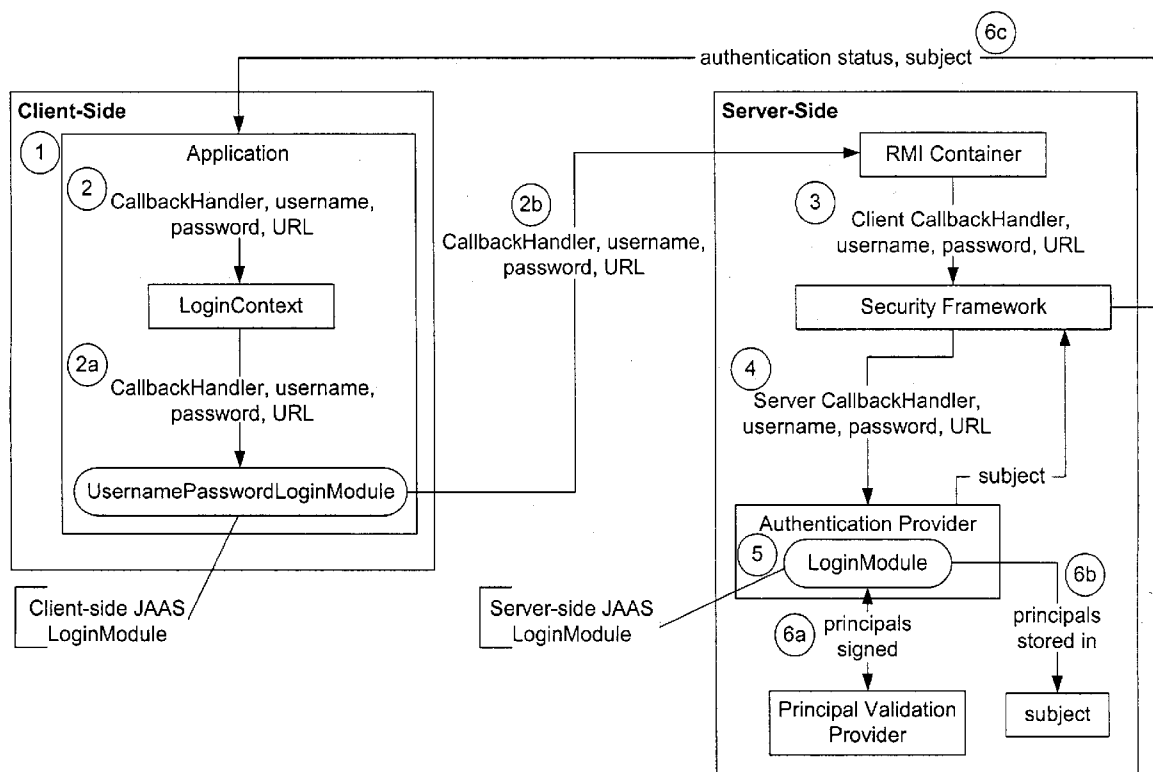 6c
authentication status, subject
Client-Side
1
Application
2
CallbackHandler, username,
password, URL
LoginContext
2a
CallbackHandler, username,
password, URL
UsernamePasswordLoginModule
Client-side JAAS
LoginModule
2b
CallbackHandler, username,
password, URL
Server-Side
RMI Container
3
Client CallbackHandler,
username, password, URL
Security Framework
4
Server CallbackHandler,
username, password, URL
subject
Authentication Provider
5
LoginModule
Server-side JAAS
LoginModule
6a
principals
signed
6b
principals
stored in
Principal Validation
Provider
subject